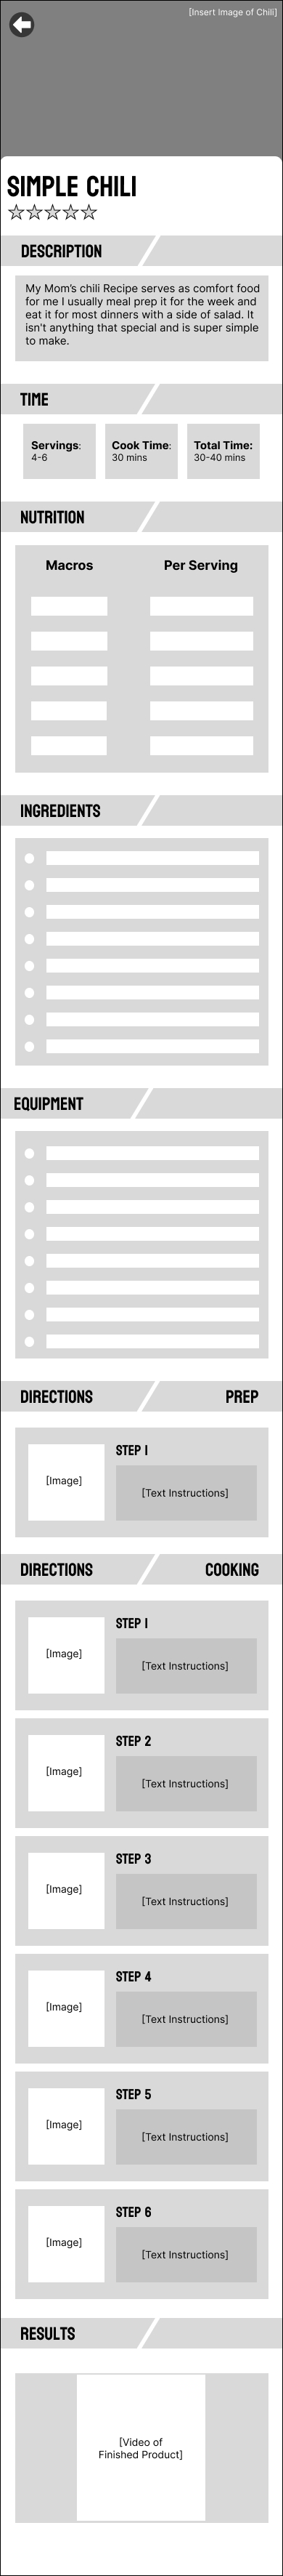 [Insert Image of Chili]
SIMPLE CHILI
DESCRIPTION
My Mom's chili Recipe serves as comfort food
for me I usually meal prep it for the week and
eat it for most dinners with a side of salad. It
isn't anything that special and is super simple
to make.
TIME
Servings:
4-6
Cook Time:
30 mins
Total Time:
30-40 mins
NUTRITION
Macros
Per Serving
INGREDIENTS
EQUIPMENT
DIRECTIONS
PREP
STEP 1
[Image]
[Text Instructions]
DIRECTIONS
COOKING
STEP 1
[Image]
[Text Instructions]
STEP 2
[Image]
[Text Instructions]
STEP 3
[Image]
[Text Instructions]
STEP 4
[Image]
[Text Instructions]
STEP 5
[Image]
[Text Instructions]
STEP 6
[Image]
[Text Instructions]
RESULTS
[Video of
Finished Product]